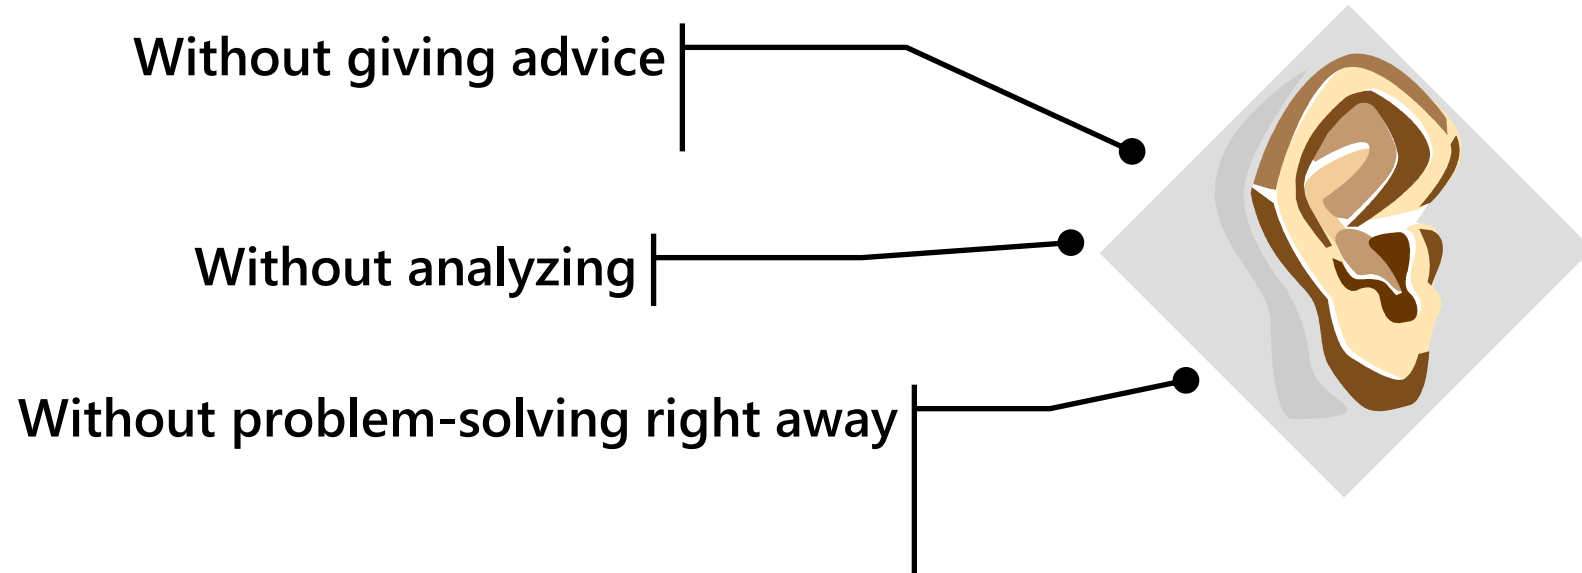 Without giving advice
Without analyzing
Without problem-solving right away